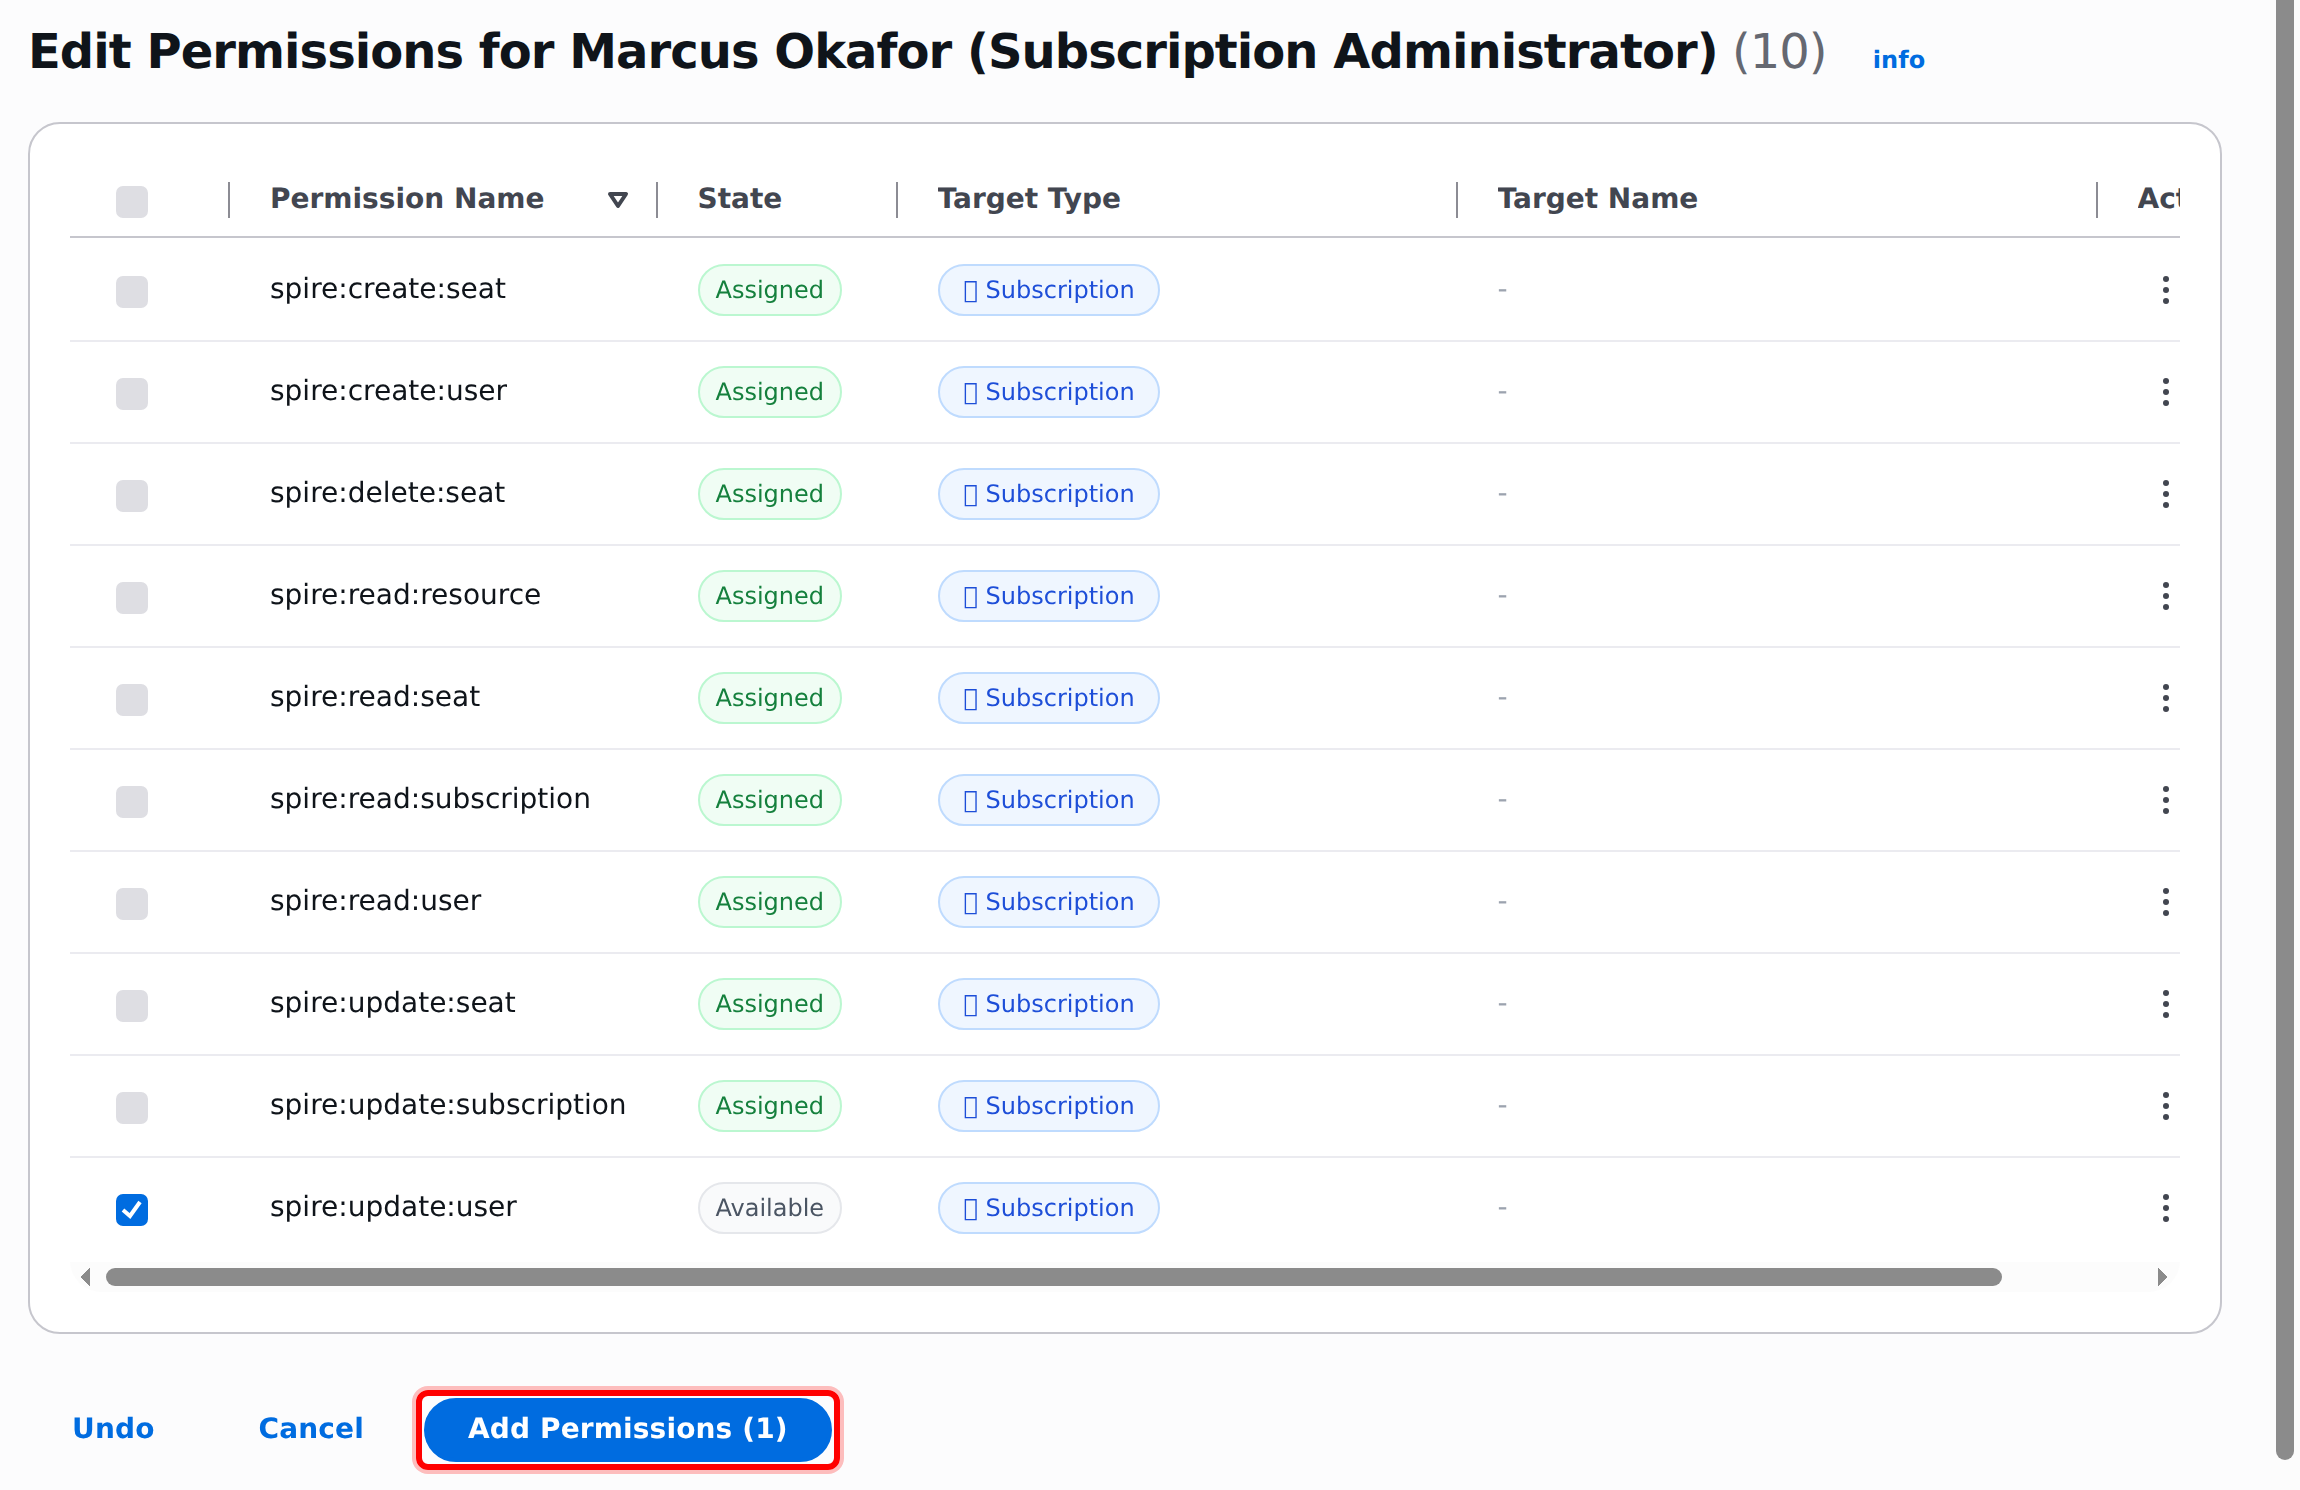 Edit Permissions for Marcus Okafor (Subscription Administrator) (10) info
Permission Name State Target Type Target Name Act
spire:create:seat Assigned Subscription -
spire:create:user Assigned Subscription -
spire:delete:seat Assigned Subscription -
spire:read:resource Assigned Subscription -
spire:read:seat Assigned Subscription -
spire:read:subscription Assigned Subscription -
spire:read:user Assigned Subscription -
spire:update:seat Assigned Subscription -
spire:update:subscription Assigned Subscription -
spire:update:user Available Subscription -
Undo Cancel Add Permissions (1)